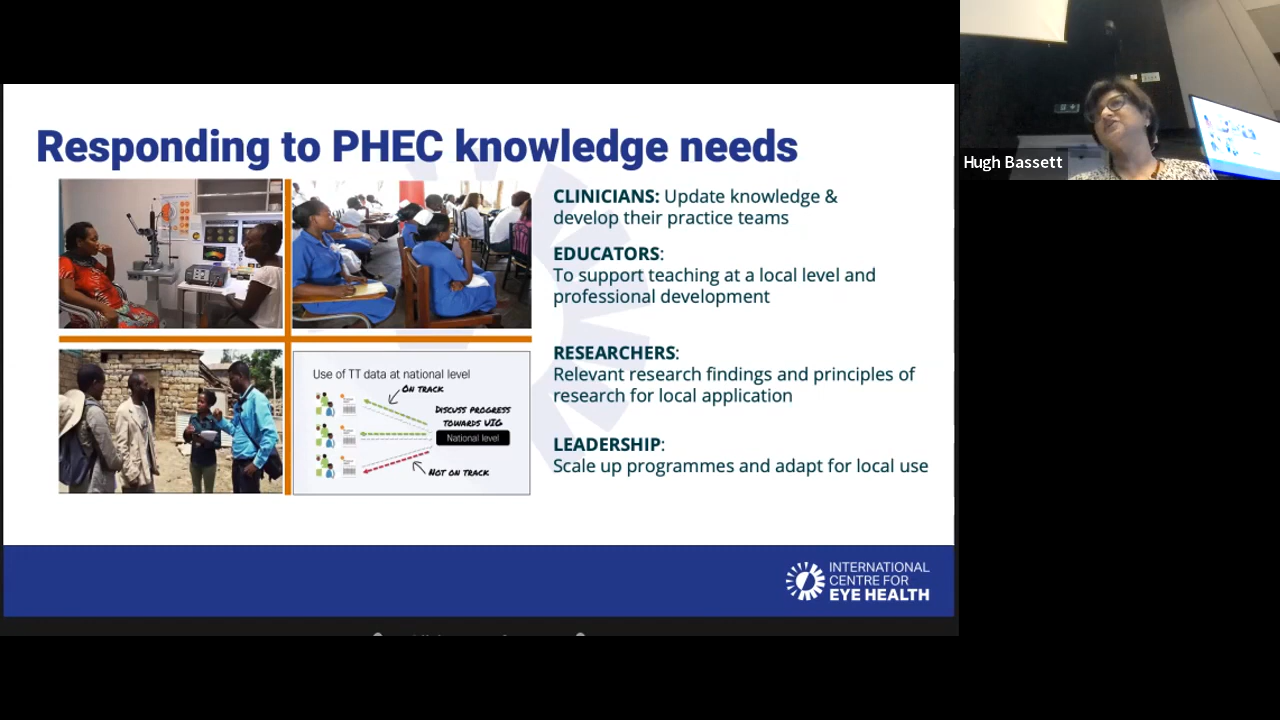 Responding to PHEC knowledge needs
CLINICIANS: Update knowledge &
develop their practice teams
EDUCATORS:
To support teaching at a local level and
professional development
RESEARCHERS:
Relevant research findings and principles of
research for local application
LEADERSHIP:
Scale up programmes and adapt for local use
Use of TT data at national level
ON TRACK
DISCUSS PROGRESS
TOWARDS UIG
National level
NOT ON TRACK
INTERNATIONAL
CENTRE FOR
EYE HEALTH
Hugh Bassett